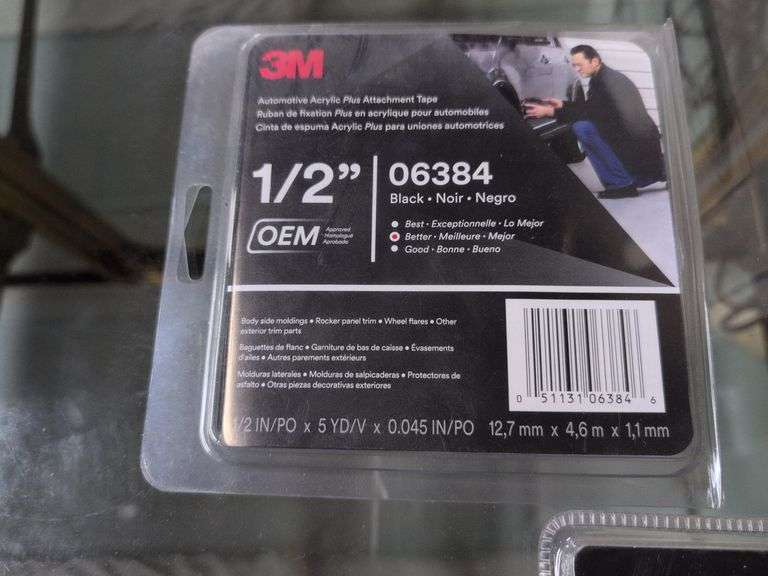 3M
Automotive Acrylic Plus Attachment Tape
Ruban de fixation Plus en acrylique pour automobiles
Cinta de espuma Acrylic Plus para uniones automotrices
1/2”
06384
Black • Noir • Negro
OEM
Approved
Homologué
Aprobado
Best • Exceptionnelle • Lo Mejor
Better • Meilleure • Mejor
Good • Bonne • Bueno
Body side moldings • Rocker panel trim • Wheel flares • Other
exterior trim parts
Baguettes de flanc • Garniture de bas de caisse • Évasements
d'ailes • Autres parements extérieurs
Molduras laterales • Molduras de salpicaderas • Protectores de
asfalto • Otras piezas decorativas exteriores
0 51131 06384 6
1/2 IN/PO x 5 YD/V x 0.045 IN/PO 12,7 mm x 4,6 m x 1,1 mm